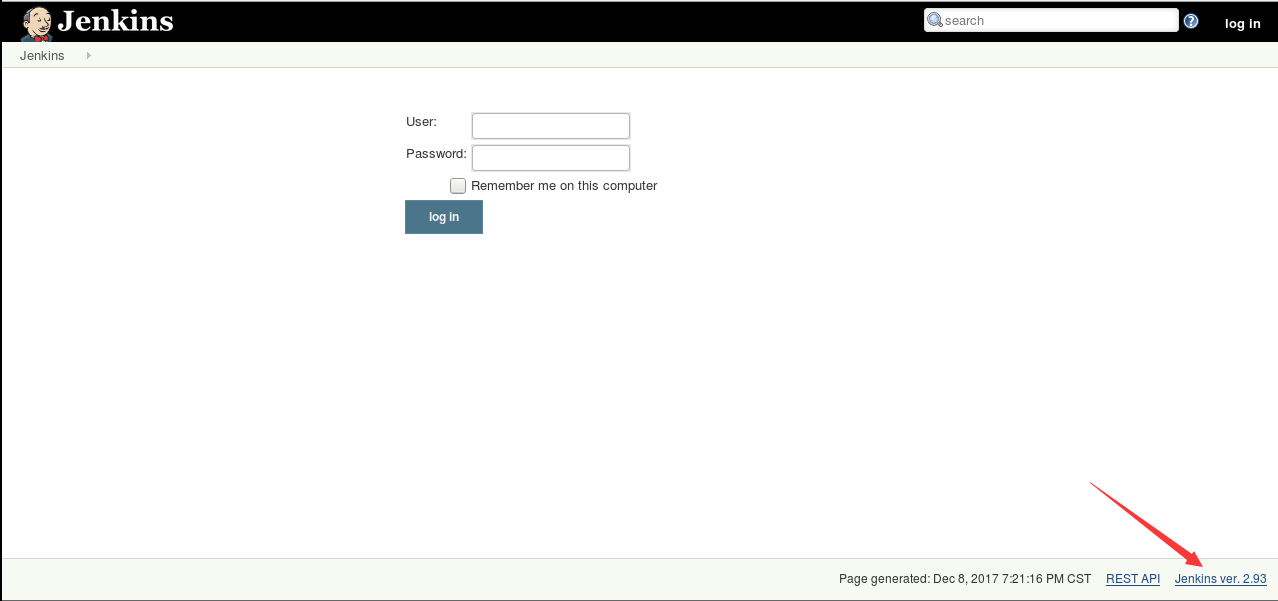 Jenkins
search
log in
Jenkins
User:
Password:
Remember me on this computer
log in
Page generated: Dec 8, 2017 7:21:16 PM CST REST API Jenkins ver. 2.93